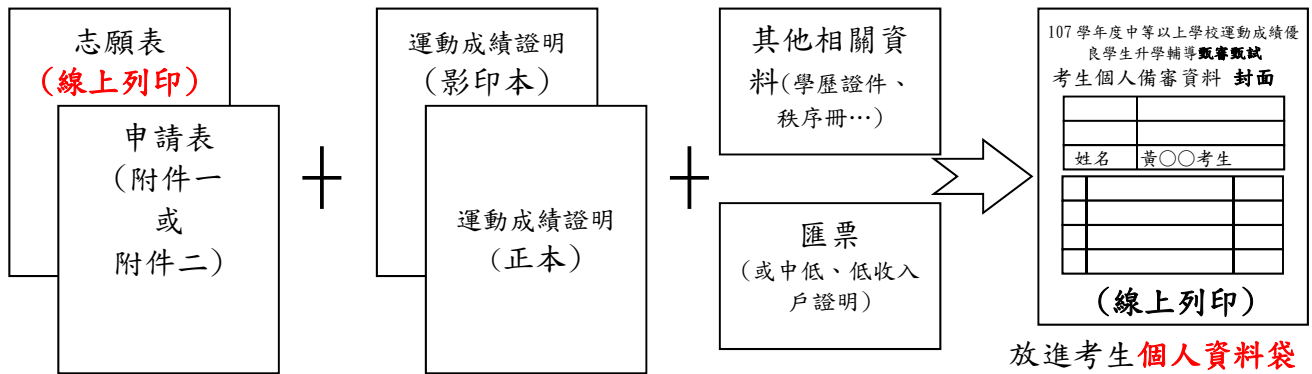 志願表
(線上列印)
申請表
(附件一
或
附件二)
＋
運動成績證明
(影印本)
運動成績證明
(正本)
＋
其他相關資
料(學歷證件、
秩序冊…)
匯票
(或中低、低收入
戶證明)
107 學年度中等以上學校運動成績優
良學生升學輔導甄審甄試
考生個人備審資料 封面
姓名 黃○○考生
(線上列印)
放進考生個人資料袋